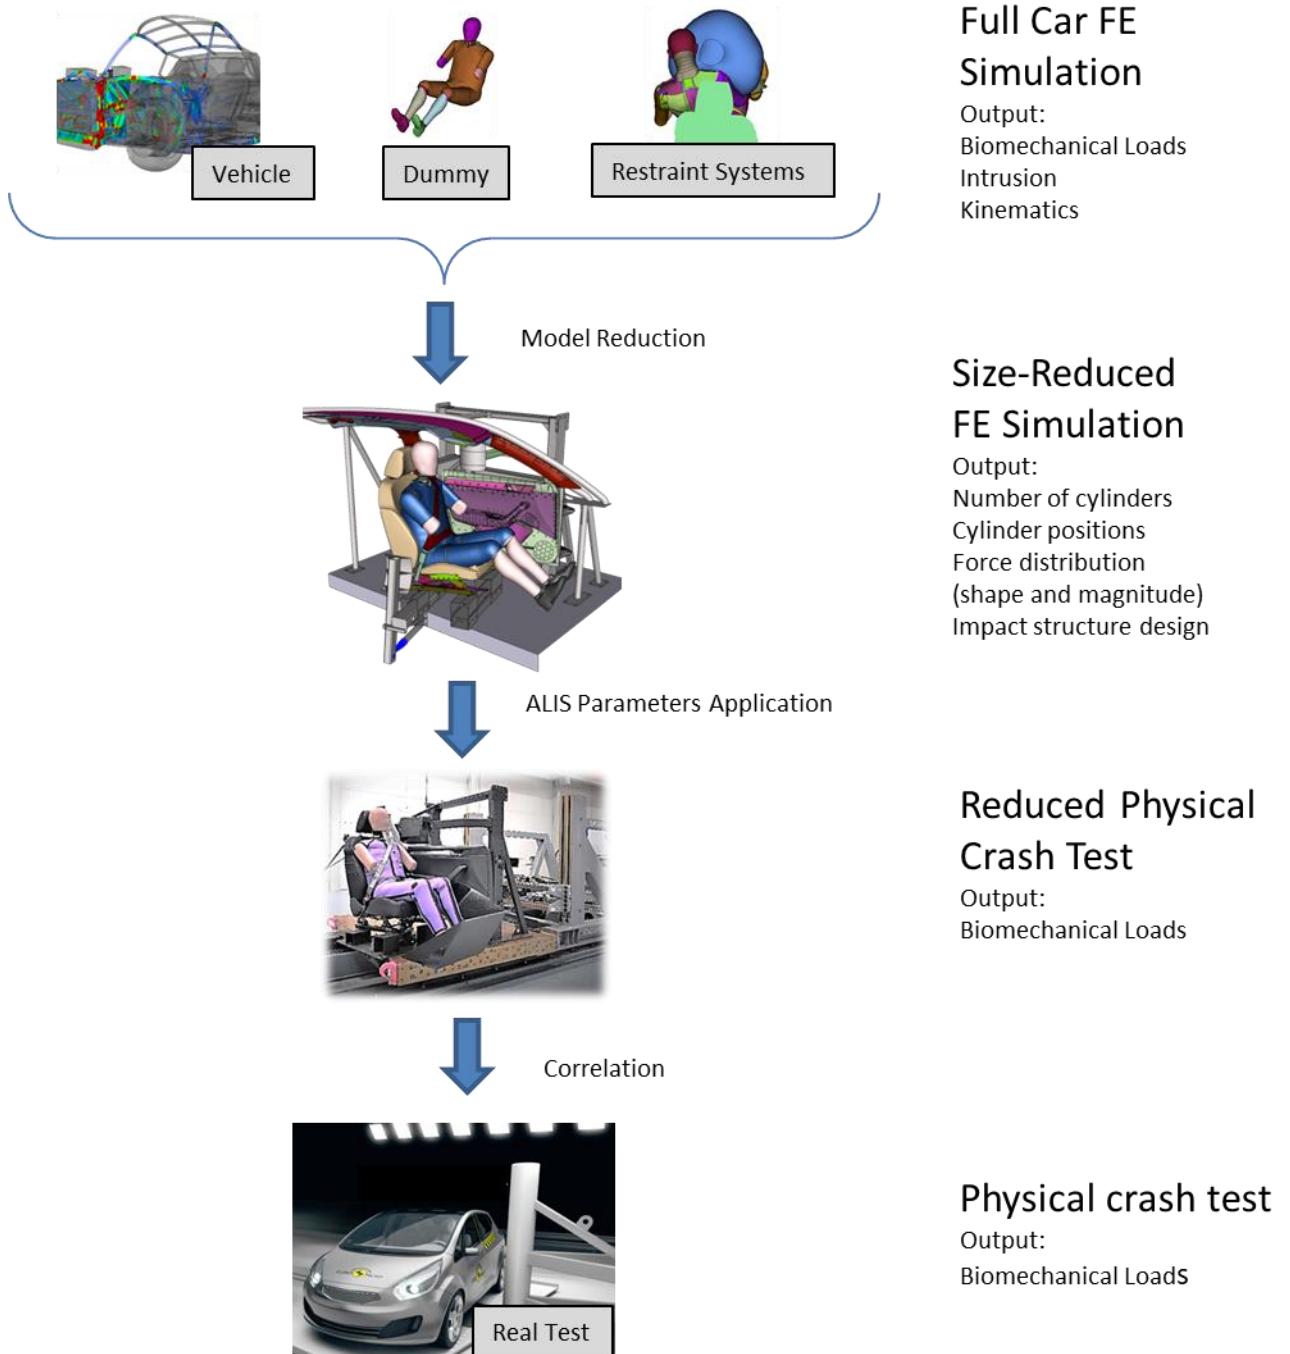 Full Car FE
Simulation
Output:
Biomechanical Loads
Intrusion
Kinematics
Vehicle
Dummy
Restraint Systems
Model Reduction
Size-Reduced
FE Simulation
Output:
Number of cylinders
Cylinder positions
Force distribution
(shape and magnitude)
Impact structure design
ALIS Parameters Application
Reduced Physical
Crash Test
Output:
Biomechanical Loads
Correlation
Physical crash test
Output:
Biomechanical Loads
Real Test